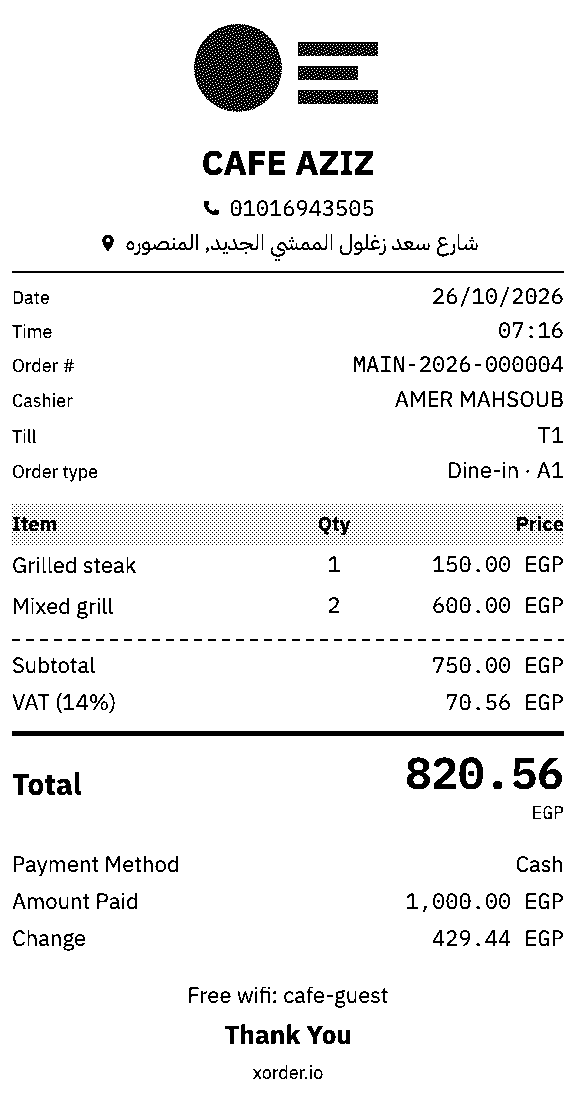 CAFE AZIZ
01016943505
شارع سعد زغلول الممشي الجديد, المنصوره
Date 26/10/2026
Time 07:16
Order # MAIN-2026-000004
Cashier AMER MAHSOUB
Till T1
Order type Dine-in · A1
Item Qty Price
Grilled steak 1 150.00 EGP
Mixed grill 2 600.00 EGP
Subtotal 750.00 EGP
VAT (14%) 70.56 EGP
Total 820.56
EGP
Payment Method Cash
Amount Paid 1,000.00 EGP
Change 429.44 EGP
Free wifi: cafe-guest
Thank You
xorder.io